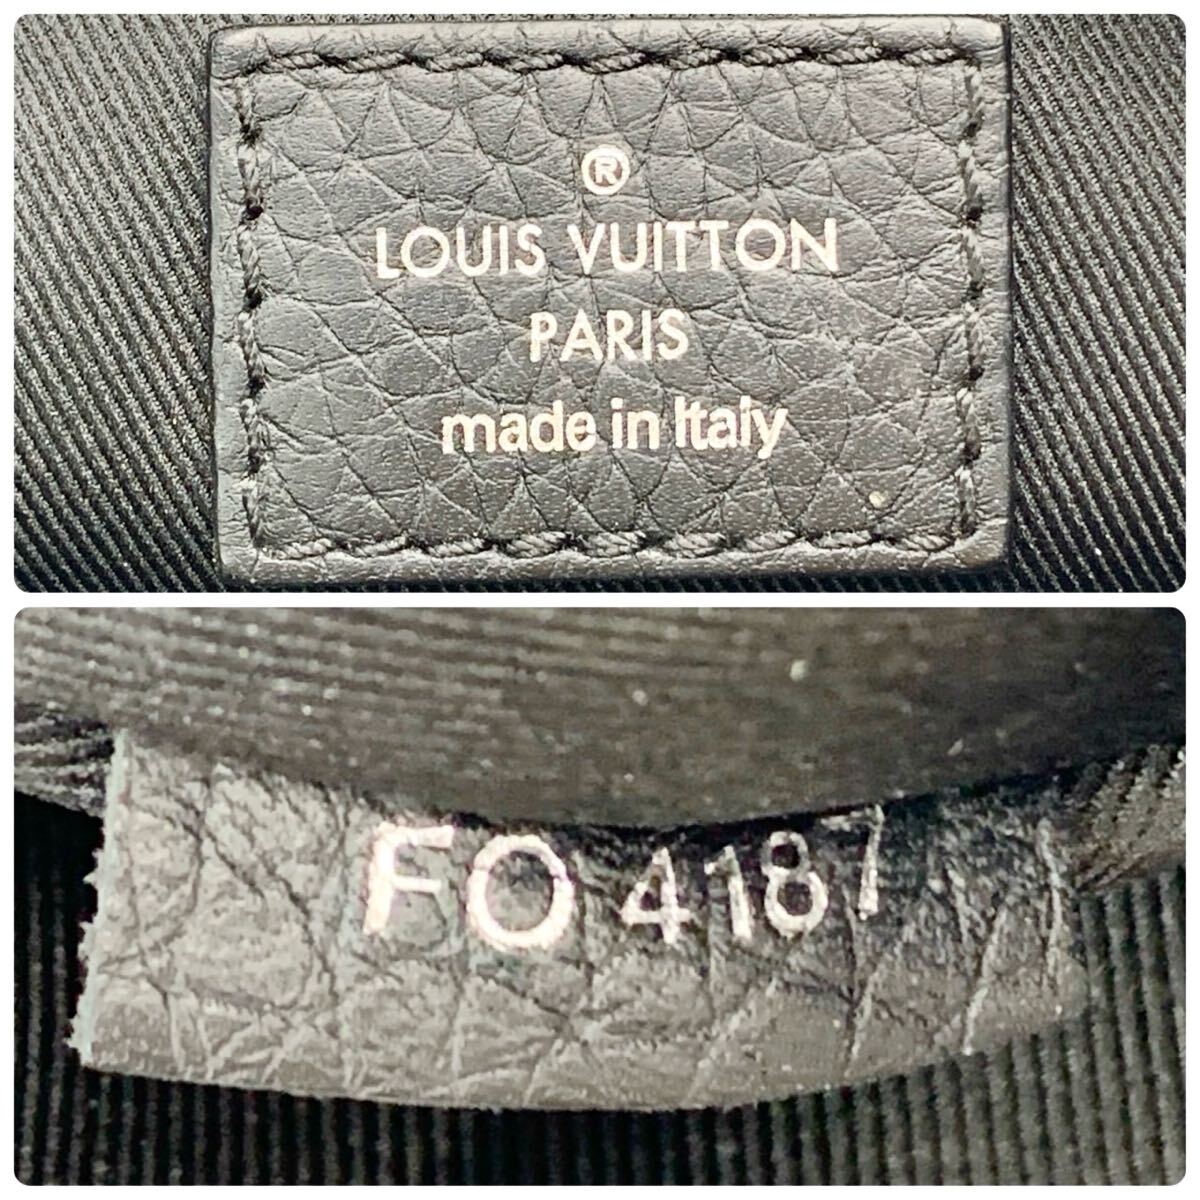 ®
LOUIS VUITTON
PARIS
made in Italy
FO 4187